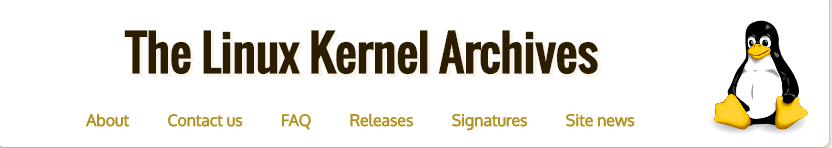 The Linux Kernel Archives
About Contact us FAQ Releases Signatures Site news